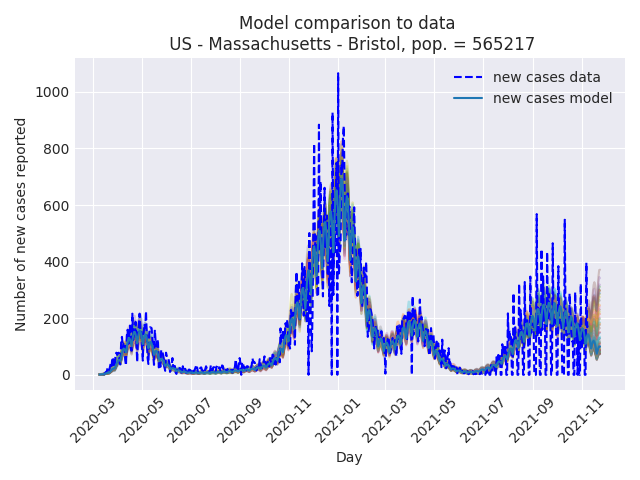 Model comparison to data
US - Massachusetts - Bristol, pop. = 565217
new cases data
new cases model
Number of new cases reported
1000
800
600
400
200
0
2020-03
2020-05
2020-07
2020-09
2020-11
2021-01
2021-03
2021-05
2021-07
2021-09
2021-11
Day